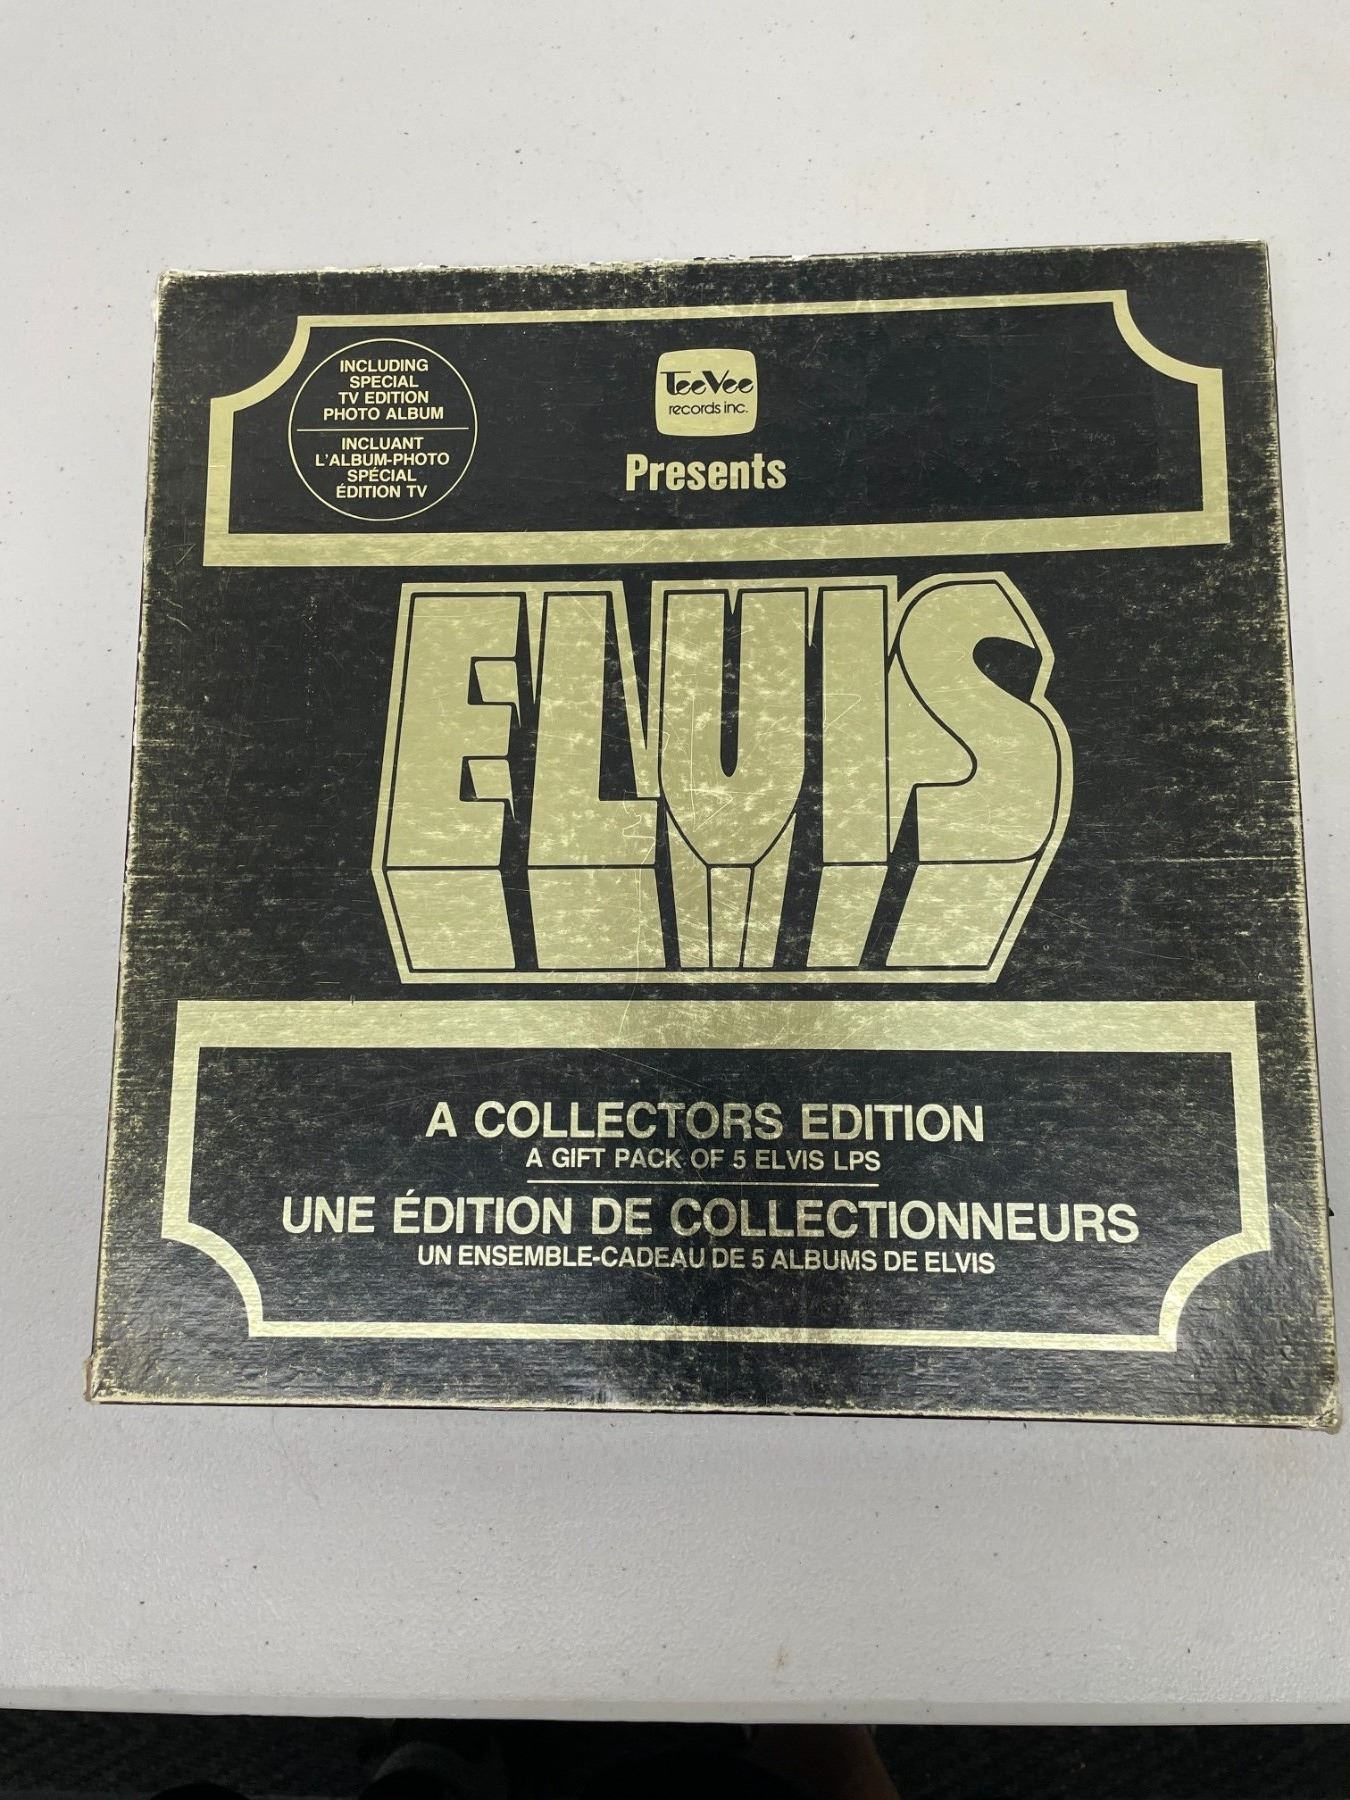 INCLUDING
SPECIAL
TV EDITION
PHOTO ALBUM
INCLUANT
L'ALBUM-PHOTO
SPÉCIAL
ÉDITION TV
TeeVee
records inc.
Presents
ELVIS
A COLLECTORS EDITION
A GIFT PACK OF 5 ELVIS LPS
UNE ÉDITION DE COLLECTIONNEURS
UN ENSEMBLE-CADEAU DE 5 ALBUMS DE ELVIS